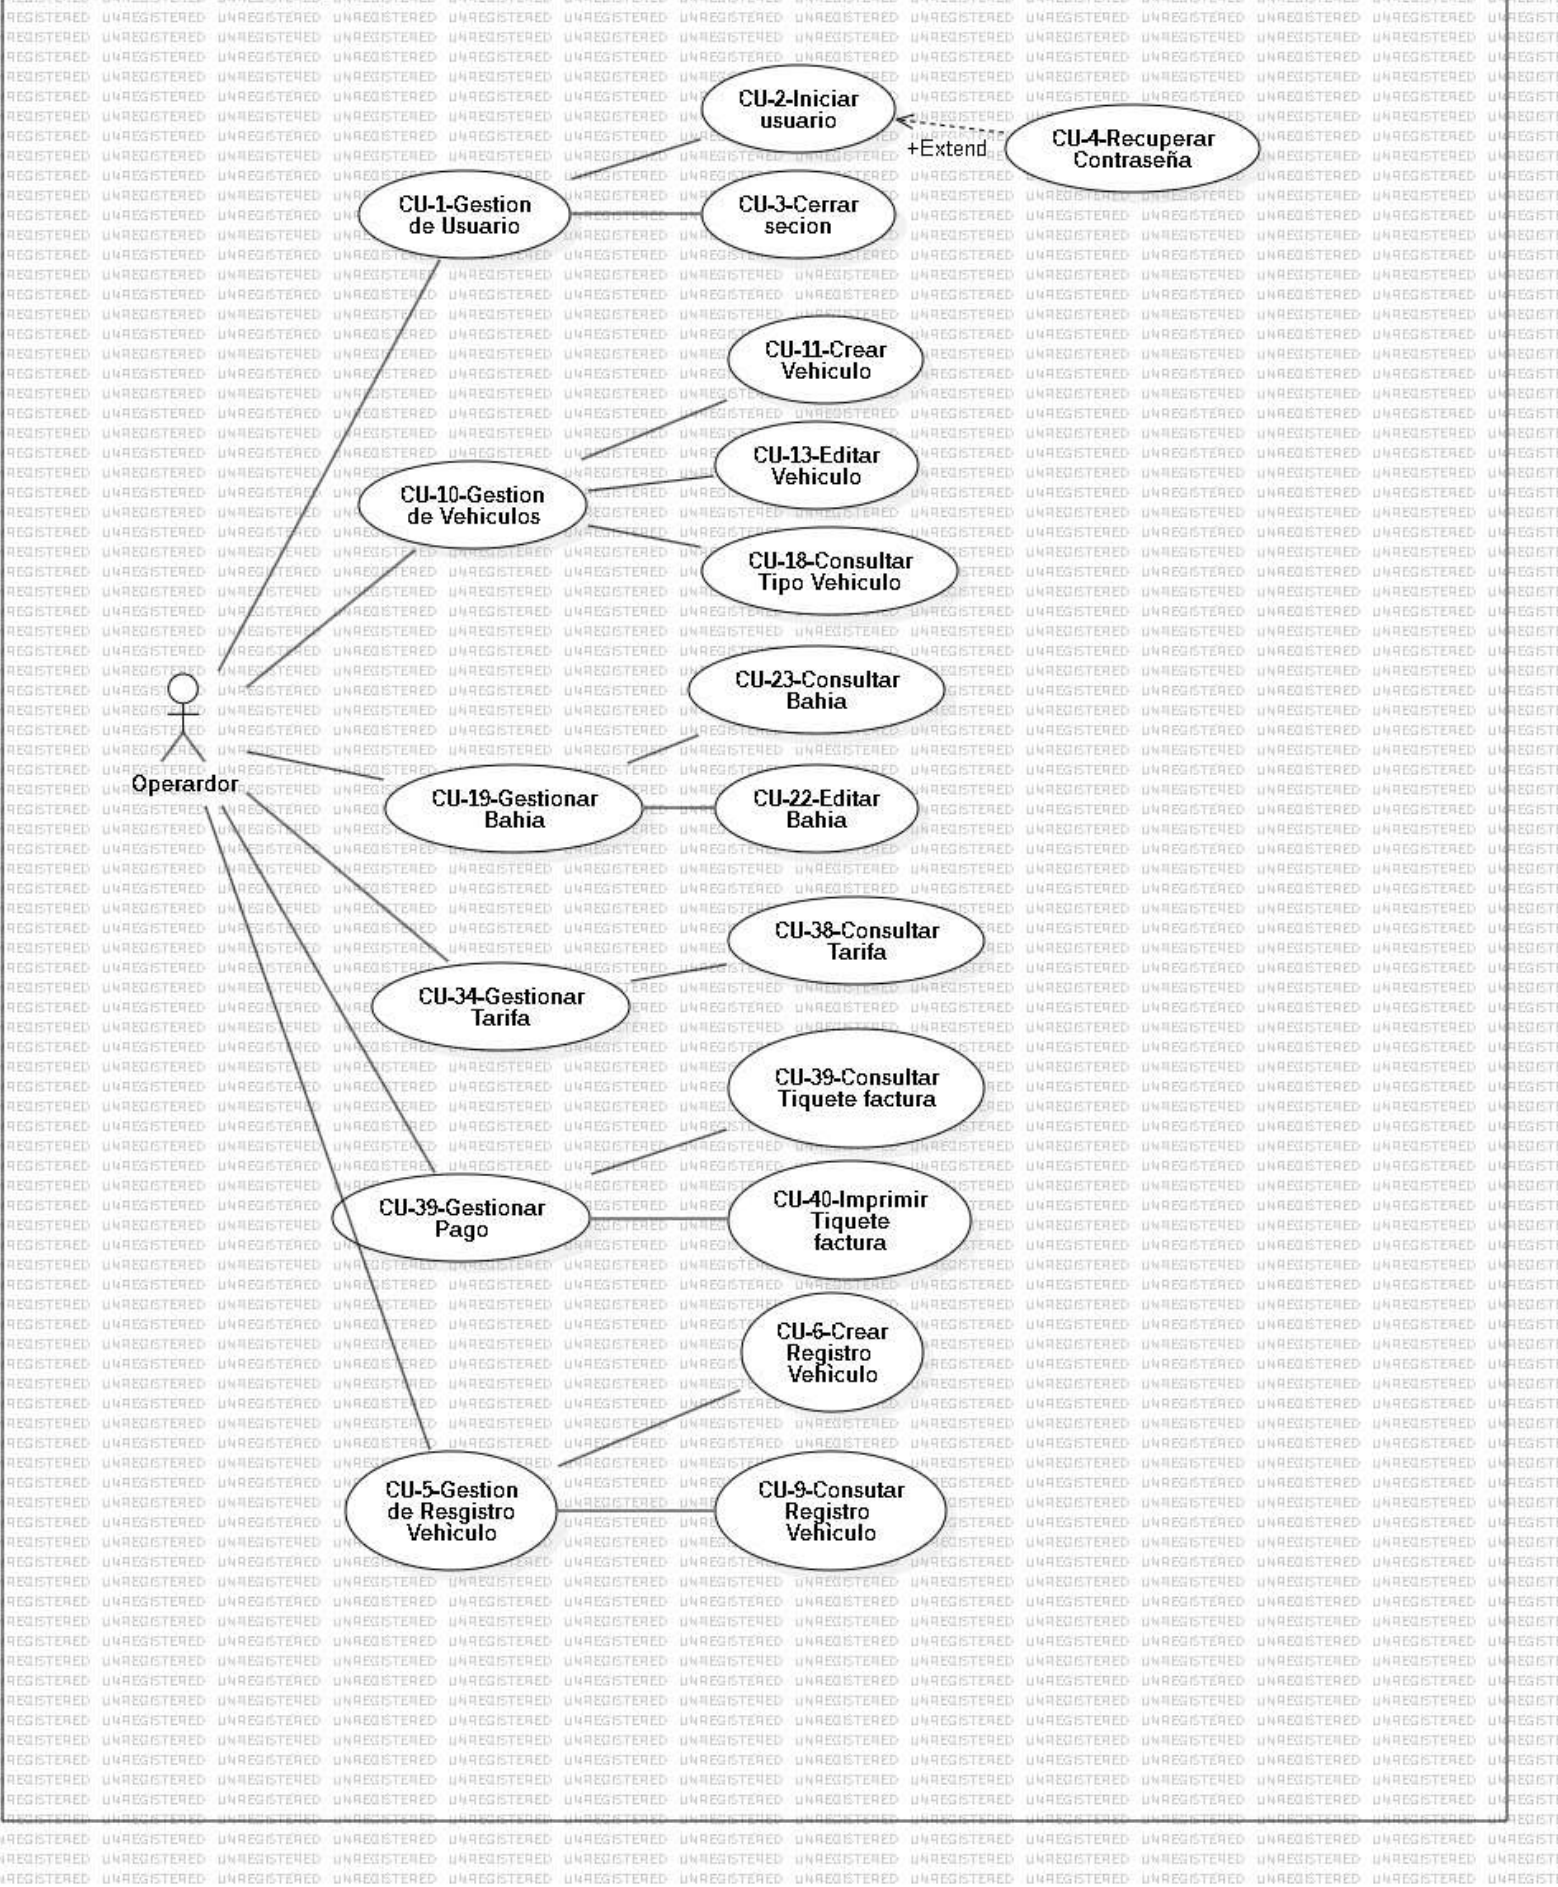 CU-2-Iniciar
usuario
+Extend
CU-4-Recuperar
Contraseña
CU-1-Gestion
de Usuario
CU-3-Cerrar
secion
CU-11-Crear
Vehiculo
CU-13-Editar
Vehiculo
CU-10-Gestion
de Vehiculos
CU-18-Consultar
Tipo Vehiculo
CU-23-Consultar
Bahia
Operardor
CU-19-Gestionar
Bahia
CU-22-Editar
Bahia
CU-38-Consultar
Tarifa
CU-34-Gestionar
Tarifa
CU-39-Consultar
Tiquete factura
CU-39-Gestionar
Pago
CU-40-Imprimir
Tiquete
factura
CU-6-Crear
Registro
Vehìculo
CU-5-Gestion
de Resgistro
Vehìculo
CU-9-Consutar
Registro
Vehìculo
UNREGISTERED